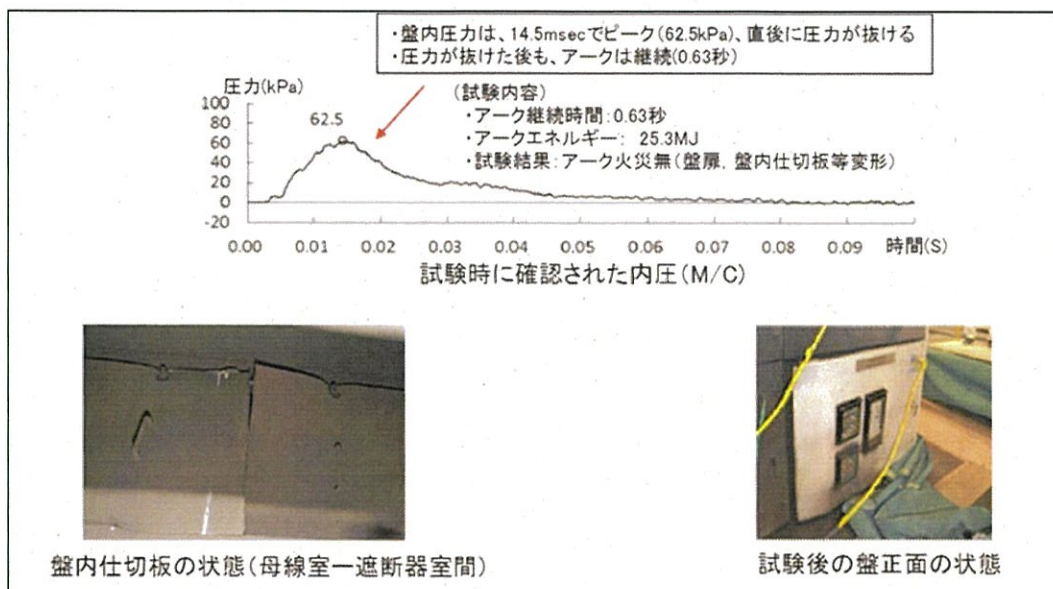 ・盤内圧力は、14.5msecでピーク(62.5kPa)、直後に圧力が抜ける
・圧力が抜けた後も、アークは継続(0.63秒)
圧力(kPa)
(試験内容)
・アーク継続時間:0.63秒
・アークエネルギー: 25.3MJ
・試験結果:アーク火災無(盤扉、盤内仕切板等変形)
62.5
100
80
60
40
20
0
-20
0.00 0.01 0.02 0.03 0.04 0.05 0.06 0.07 0.08 0.09 時間(S)
試験時に確認された内圧(M/C)
盤内仕切板の状態(母線室ー遮断器室間)
試験後の盤正面の状態